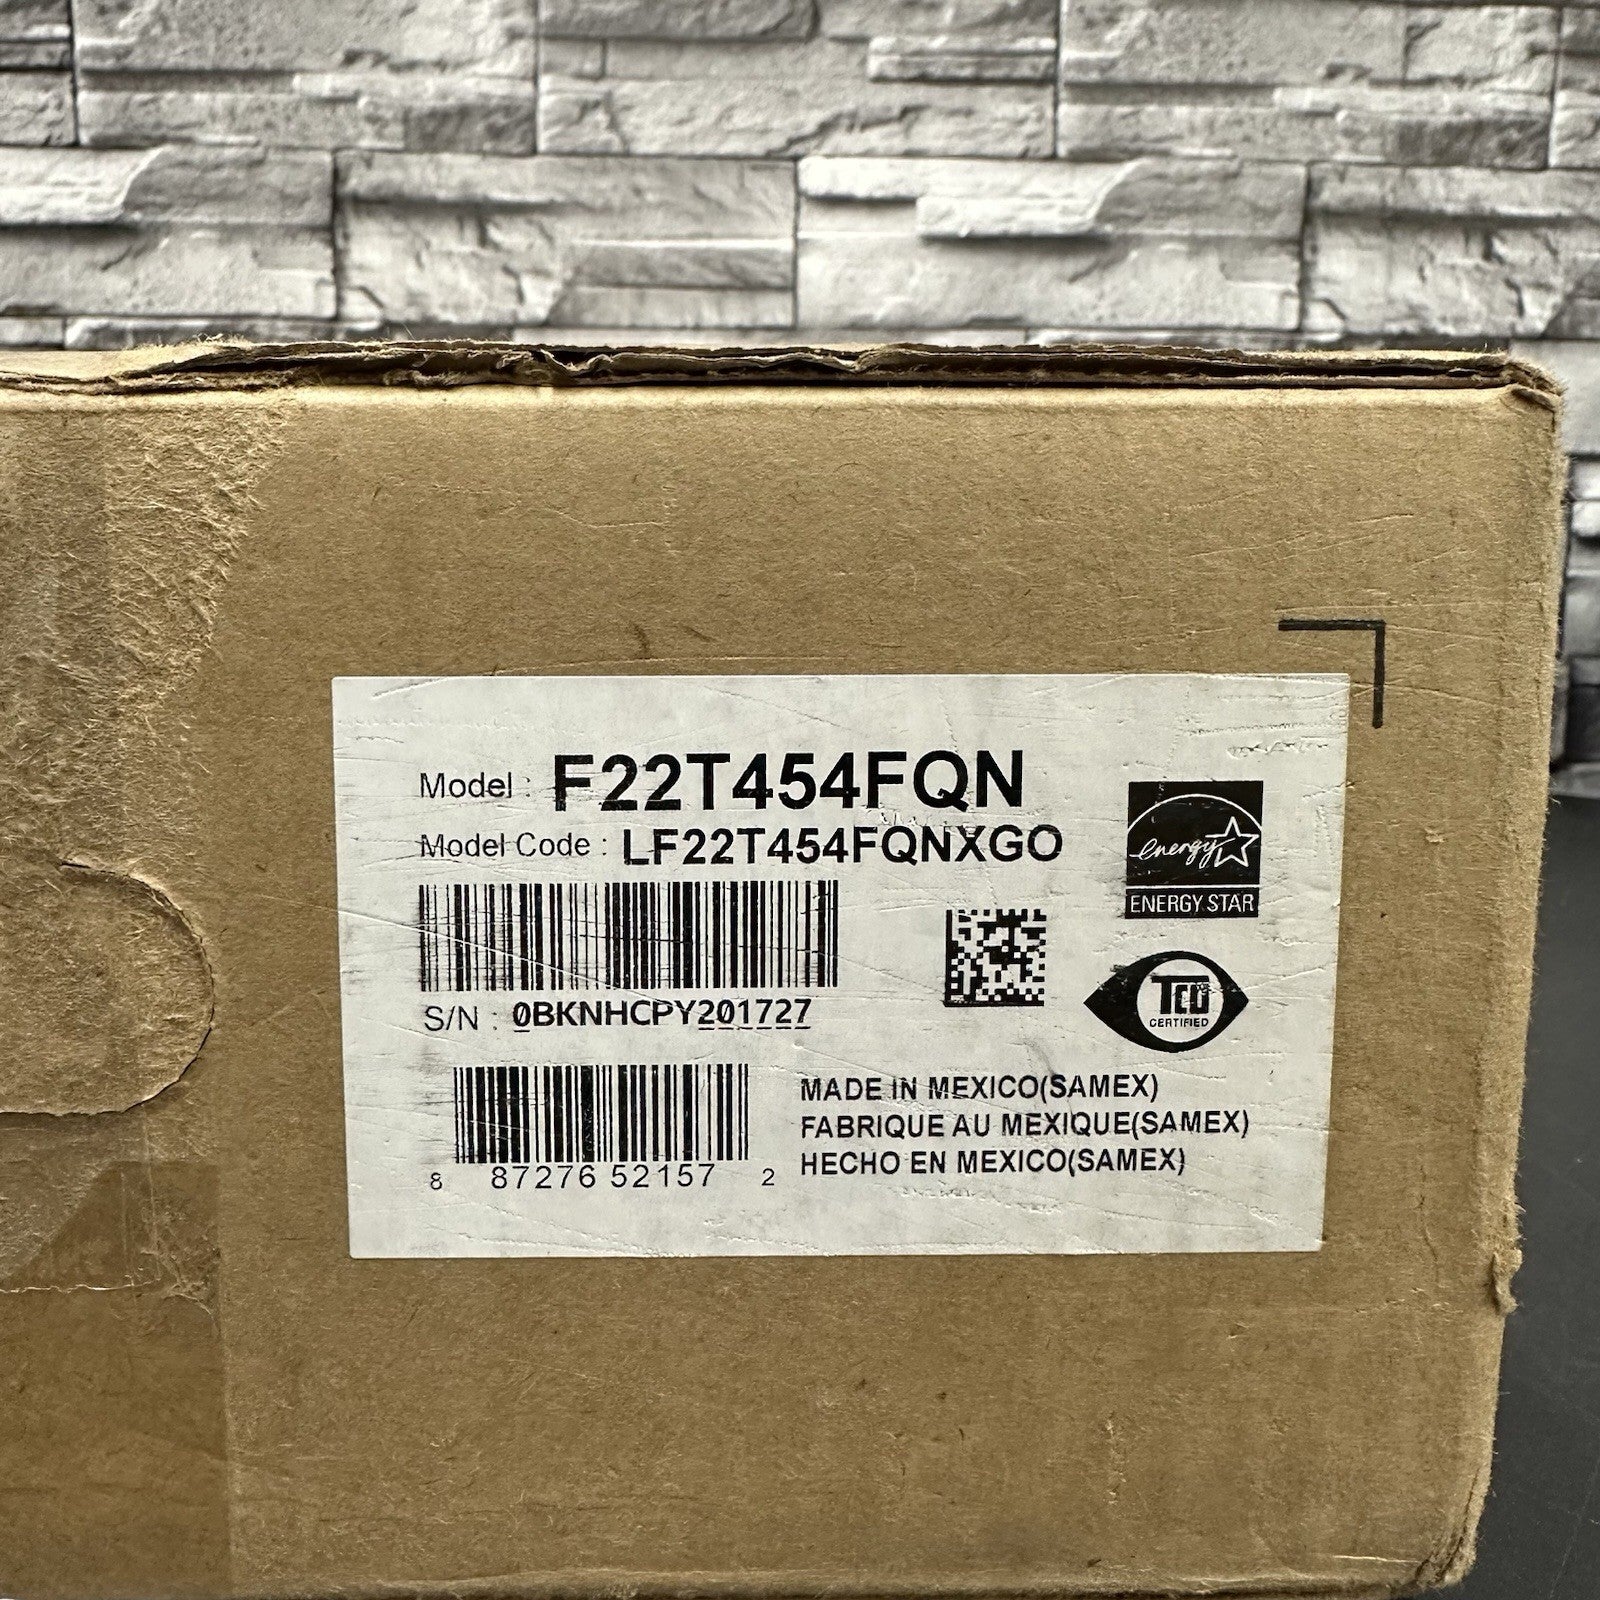 Model : F22T454FQN
Model Code : LF22T454FQNXGO
energy
ENERGY STAR
S/N : 0BKNHCPY201727
TCO
CERTIFIED
MADE IN MEXICO(SAMEX)
FABRIQUE AU MEXIQUE(SAMEX)
HECHO EN MEXICO(SAMEX)
8 87276 52157 2